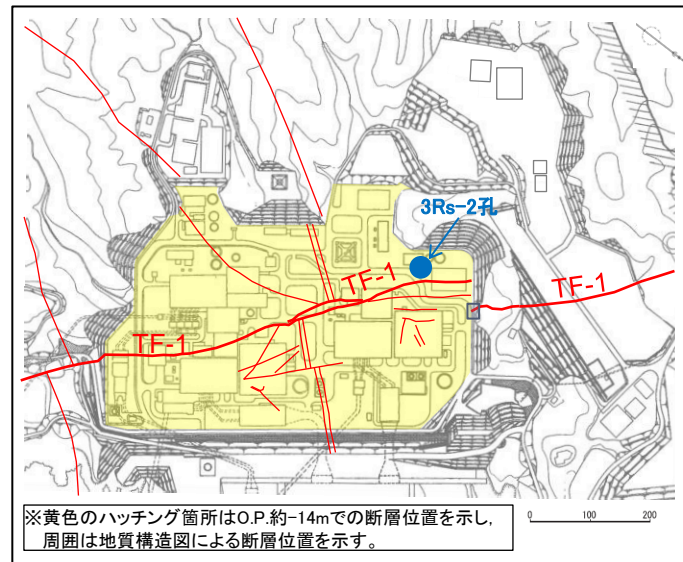 3Rs-2孔
TF-1
TF-1
TF-1
※黄色のハッチング箇所はO.P.約-14mでの断層位置を示し,
周囲は地質構造図による断層位置を示す。
0 100 200